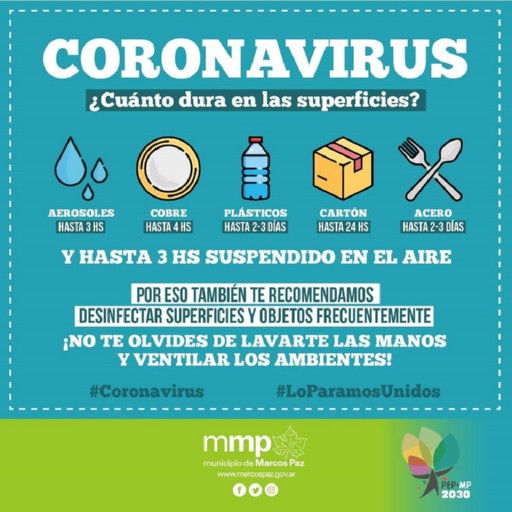 CORONAVIRUS
¿Cuánto dura en las superficies?
AEROSOLES
HASTA 3 HS
COBRE
HASTA 4 HS
PLÁSTICOS
HASTA 2-3 DÍAS
CARTÓN
HASTA 24 HS
ACERO
HASTA 2-3 DÍAS
Y HASTA 3 HS SUSPENDIDO EN EL AIRE
POR ESO TAMBIÉN TE RECOMENDAMOS
DESINFECTAR SUPERFICIES Y OBJETOS FRECUENTEMENTE
¡NO TE OLVIDES DE LAVARTE LAS MANOS
Y VENTILAR LOS AMBIENTES!
#Coronavirus #LoParamosUnidos
mmp
municipio de Marcos Paz
www.marcospaz.gov.ar
PEP·MP
2030